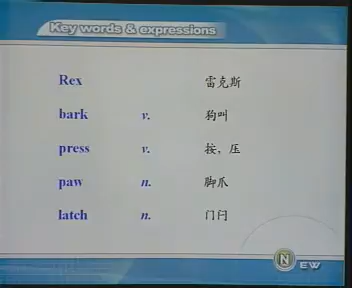 Key words & expressions
Rex 雷克斯
bark v. 狗叫
press v. 按，压
paw n. 脚爪
latch n. 门闩
N EW